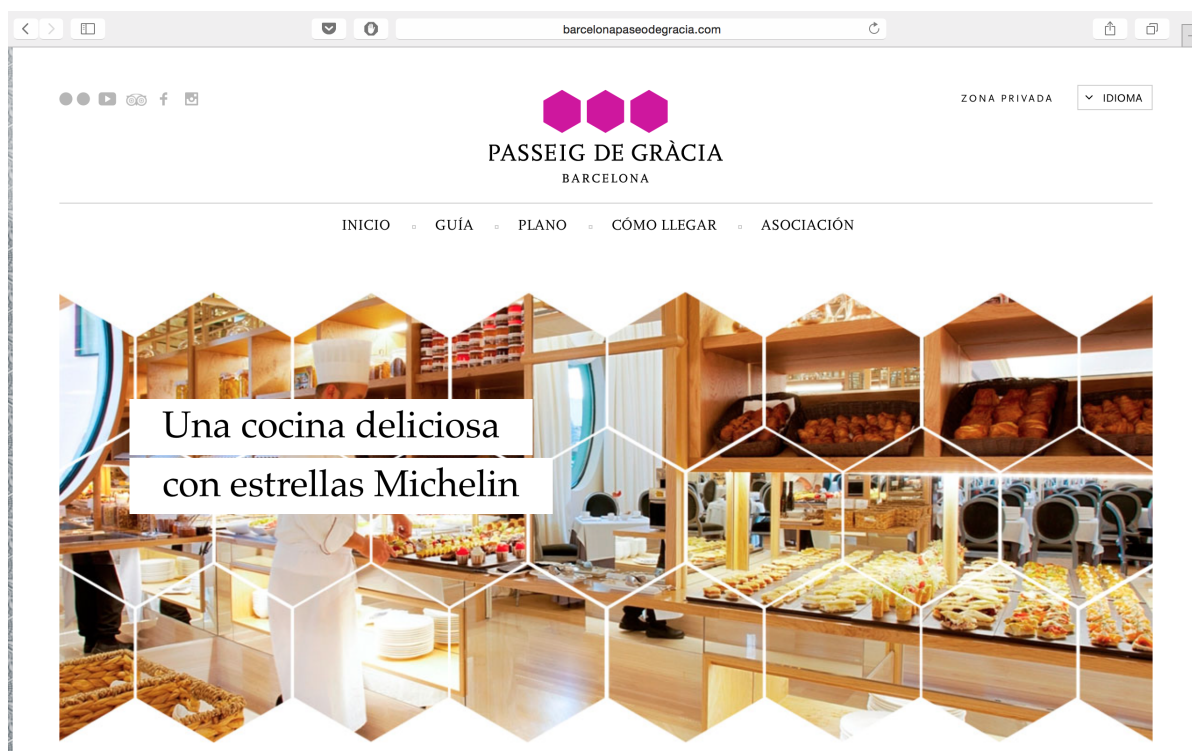 barcelonapaseodegracia.com
ZONA PRIVADA
IDIOMA
PASSEIG DE GRÀCIA
BARCELONA
INICIO
GUÍA
PLANO
CÓMO LLEGAR
ASOCIACIÓN
Una cocina deliciosa
con estrellas Michelin